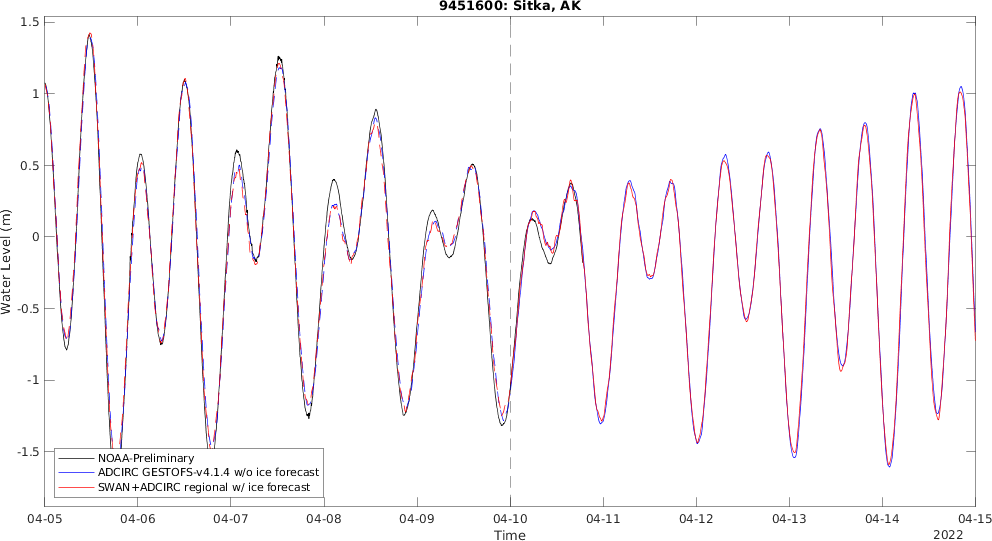 9451600: Sitka, AK
1.5
1
0.5
0
-0.5
-1
-1.5
Water Level (m)
NOAA-Preliminary
ADCIRC GESTOFS-v4.1.4 w/o ice forecast
SWAN+ADCIRC regional w/ ice forecast
04-05 04-06 04-07 04-08 04-09 04-10 04-11 04-12 04-13 04-14 04-15
Time
2022